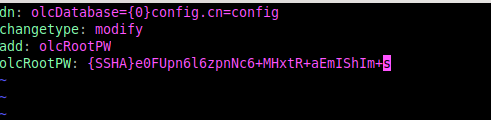 dn: olcDatabase={0}config.cn=config
changetype: modify
add: olcRootPW
olcRootPW: {SSHA}e0FUpn6l6zpnNc6+MHxtR+aEmIShIm+s
~
~
~